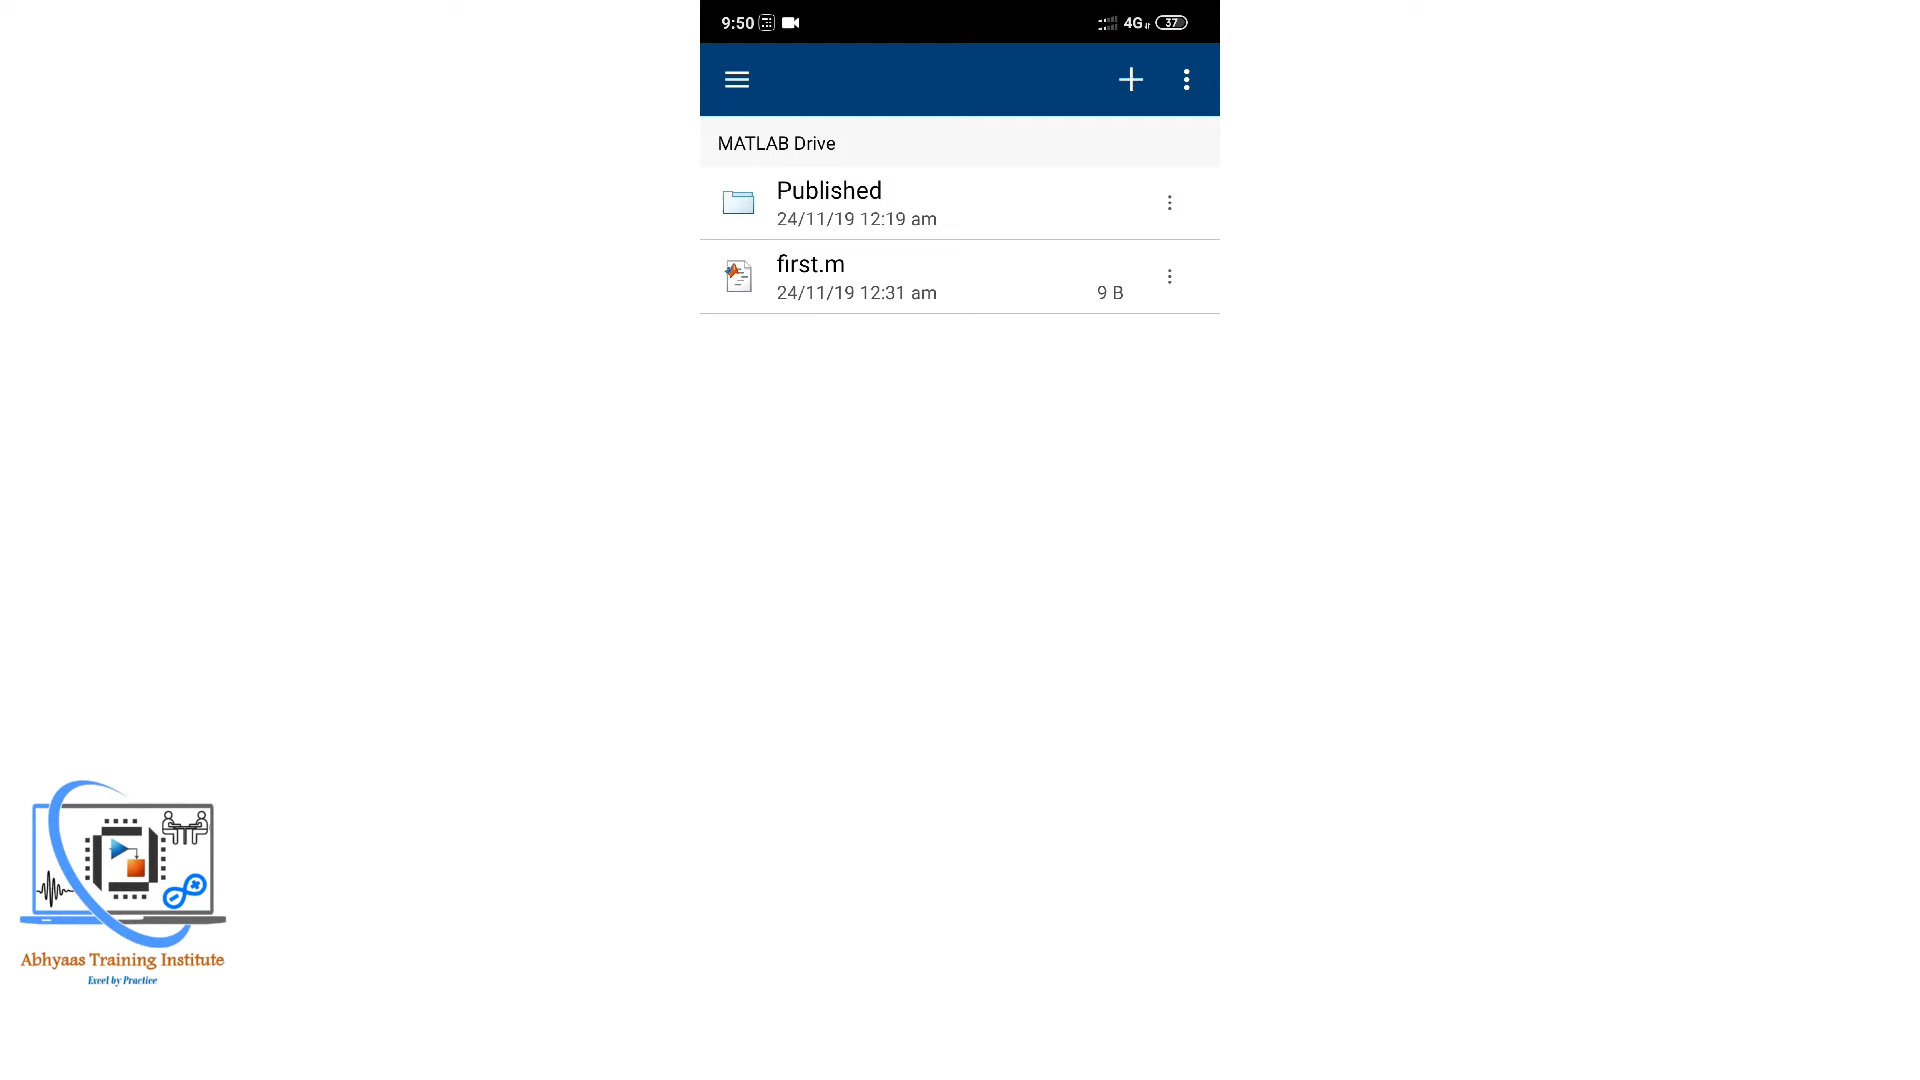 9:50 4G 37
MATLAB Drive
Published
24/11/19 12:19 am
first.m
24/11/19 12:31 am 9 B
Abhyaas Training Institute
Excel by Practice